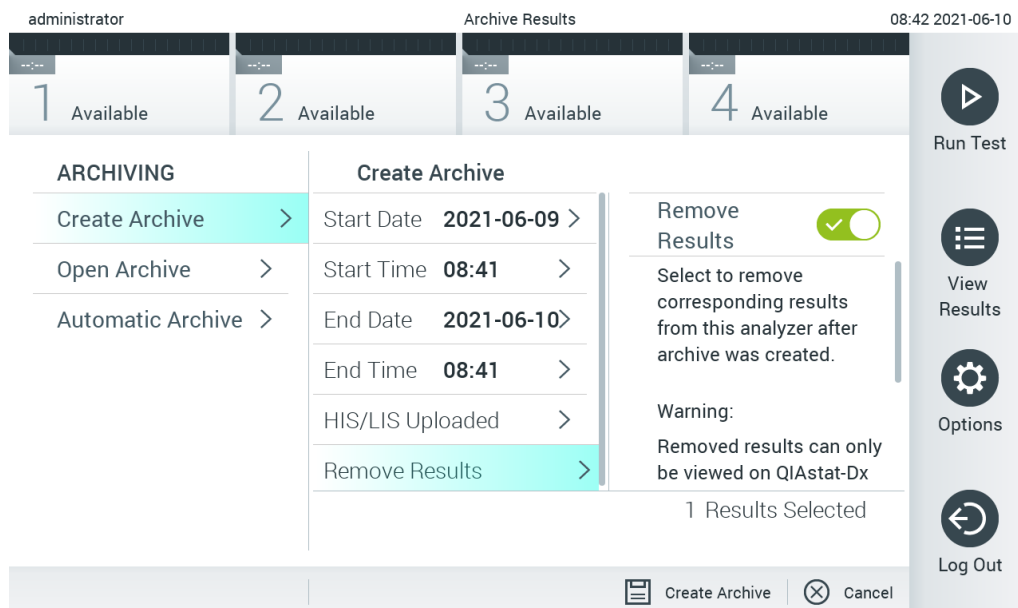 administrator Archive Results 08:42 2021-06-10
--:-- --:-- --:-- --:--
1 Available 2 Available 3 Available 4 Available
Run Test
ARCHIVING
Create Archive
Open Archive
Automatic Archive
Create Archive
Start Date 2021-06-09
Start Time 08:41
End Date 2021-06-10
End Time 08:41
HIS/LIS Uploaded
Remove Results
Remove
Results
Select to remove
corresponding results
from this analyzer after
archive was created.
Warning:
Removed results can only
be viewed on QIAstat-Dx
1 Results Selected
View
Results
Options
Log Out
Create Archive Cancel